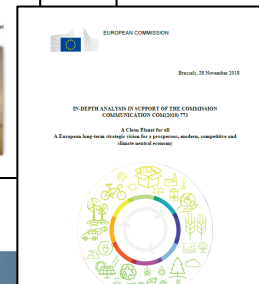 EUROPEAN COMMISSION
Brussels, 28 November 2018
IN-DEPTH ANALYSIS IN SUPPORT OF THE COMMISSION
COMMUNICATION COM(2018) 773
A Clean Planet for all
A European long-term strategic vision for a prosperous, modern, competitive and
climate neutral economy